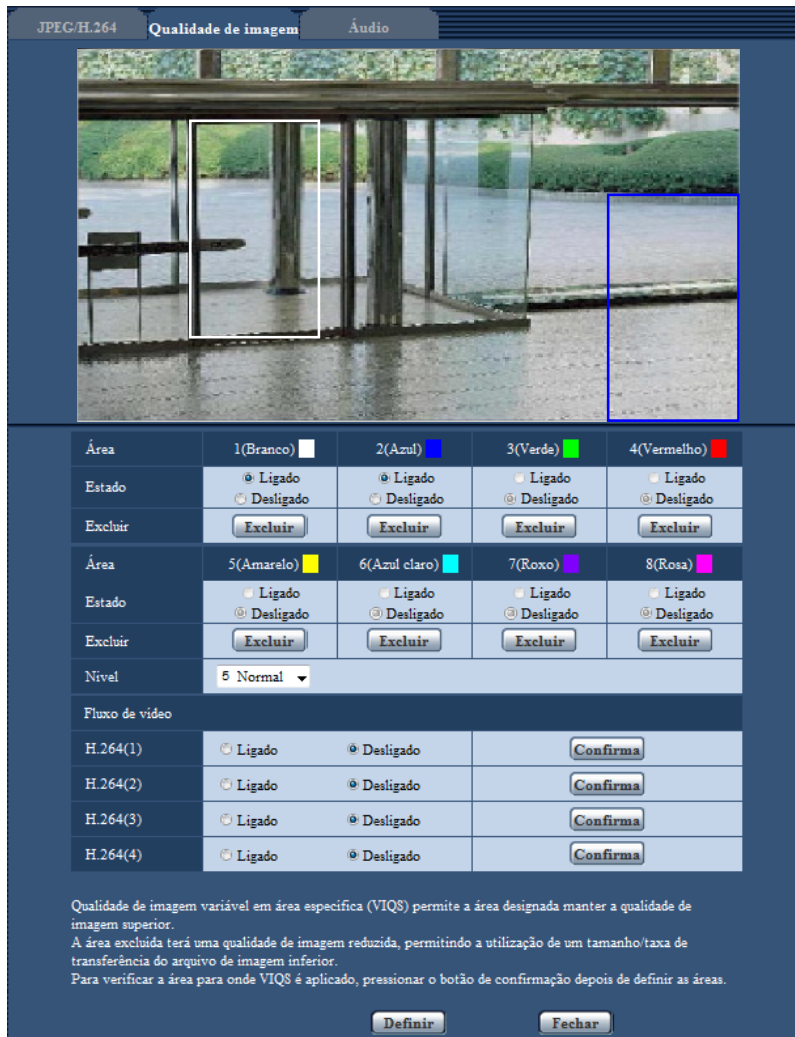 JPEG/H.264 Qualidade de imagem Áudio
Área 1(Branco) 2(Azul) 3(Verde) 4(Vermelho)
Estado Ligado Ligado Ligado Ligado
Desligado Desligado Desligado Desligado
Excluir Excluir Excluir Excluir Excluir
Área 5(Amarelo) 6(Azul claro) 7(Roxo) 8(Rosa)
Estado Ligado Ligado Ligado Ligado
Desligado Desligado Desligado Desligado
Excluir Excluir Excluir Excluir Excluir
Nível 5 Normal
Fluxo de vídeo
H.264(1) Ligado Desligado Confirma
H.264(2) Ligado Desligado Confirma
H.264(3) Ligado Desligado Confirma
H.264(4) Ligado Desligado Confirma
Qualidade de imagem variável em área especifica (VIQS) permite a área designada manter a qualidade de
imagem superior.
A área excluída terá uma qualidade de imagem reduzida, permitindo a utilização de um tamanho/taxa de
transferência do arquivo de imagem inferior.
Para verificar a área para onde VIQS é aplicado, pressionar o botão de confirmação depois de definir as áreas.
Definir Fechar